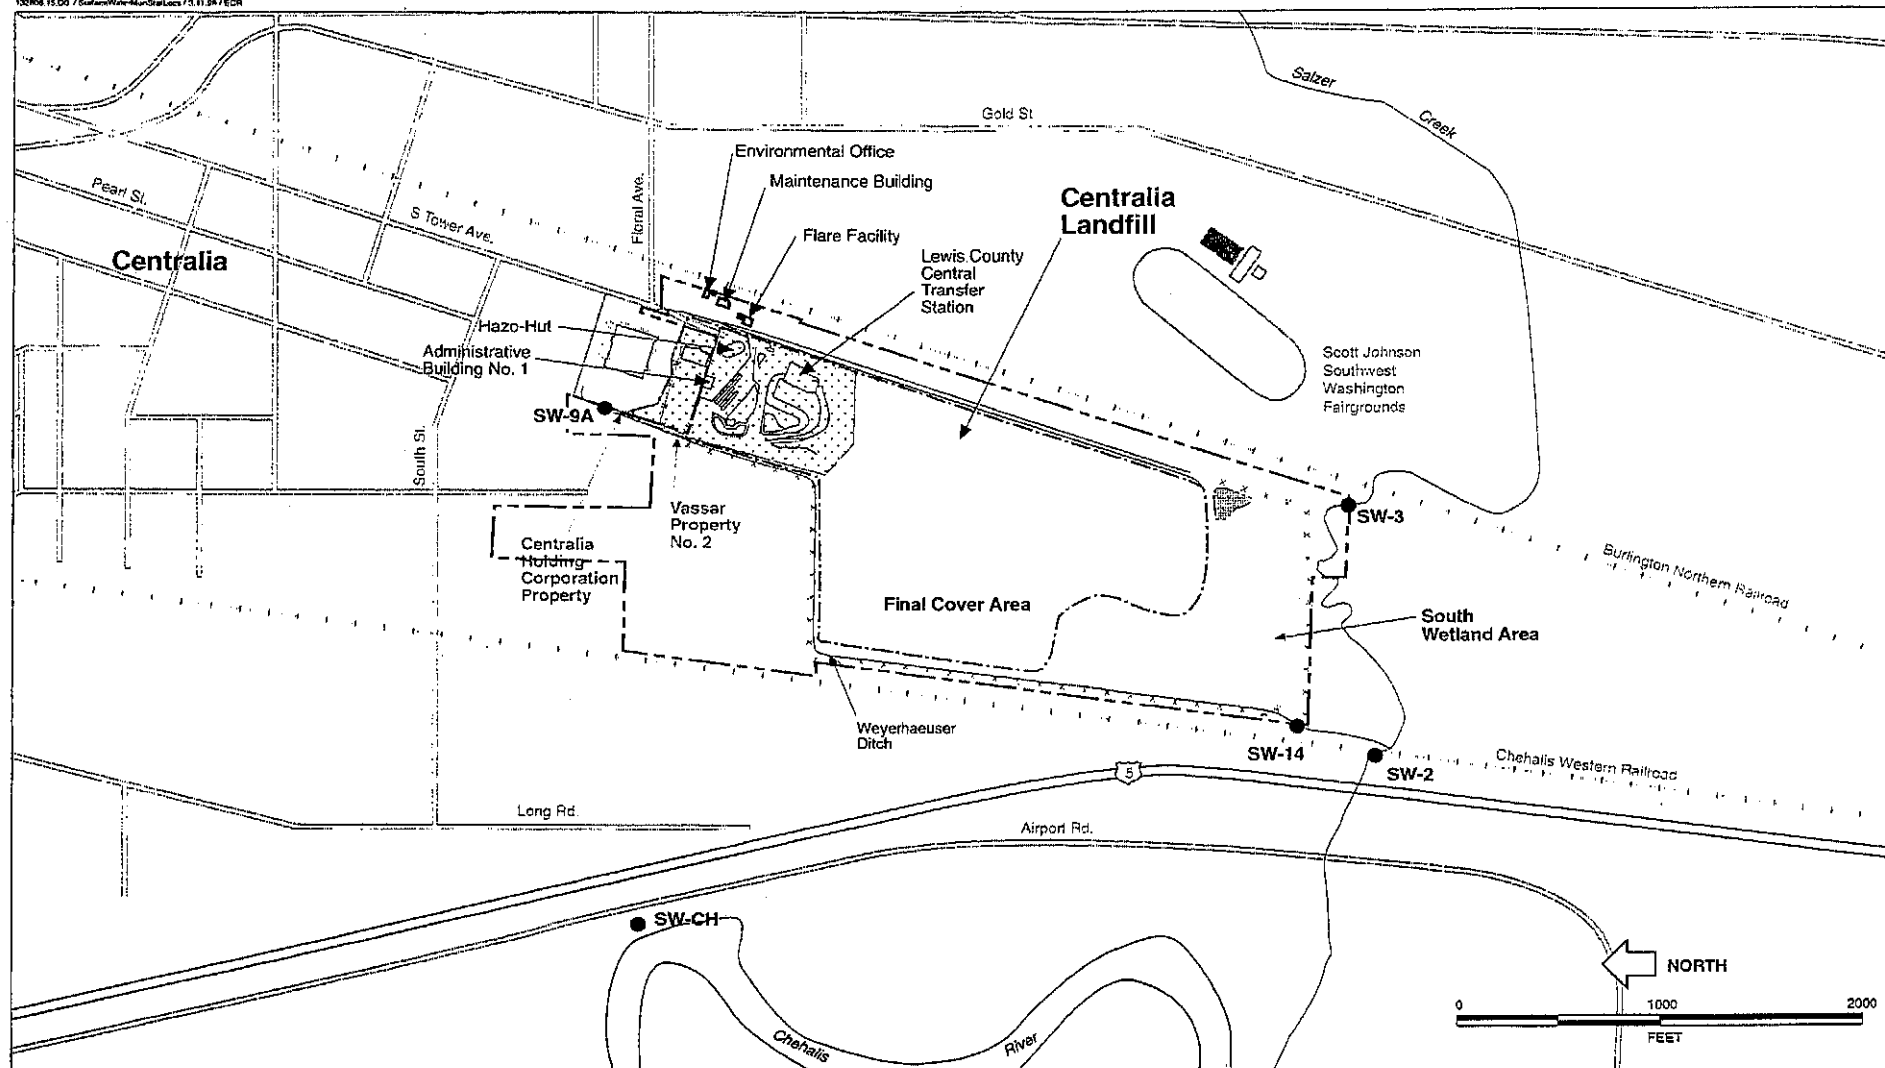 Salzer
Creek
Gold St
Environmental Office
Maintenance Building
Centralia
Landfill
Pearl St.
S Tower Ave.
Floral Ave.
Flare Facility
Centralia
Lewis County
Central
Transfer
Station
Hazo-Hut
Administrative
Building No. 1
Scott Johnson
Southwest
Washington
Fairgrounds
SW-9A
South St.
SW-3
Vassar
Property
No. 2
Centralia
Holding
Corporation
Property
Burlington Northern Railroad
Final Cover Area
South
Wetland Area
Weyerhaeuser
Ditch
SW-14
SW-2
Chehalis Western Railroad
5
Long Rd.
Airport Rd.
SW-CH
NORTH
0 1000 2000
FEET
Chehalis
River